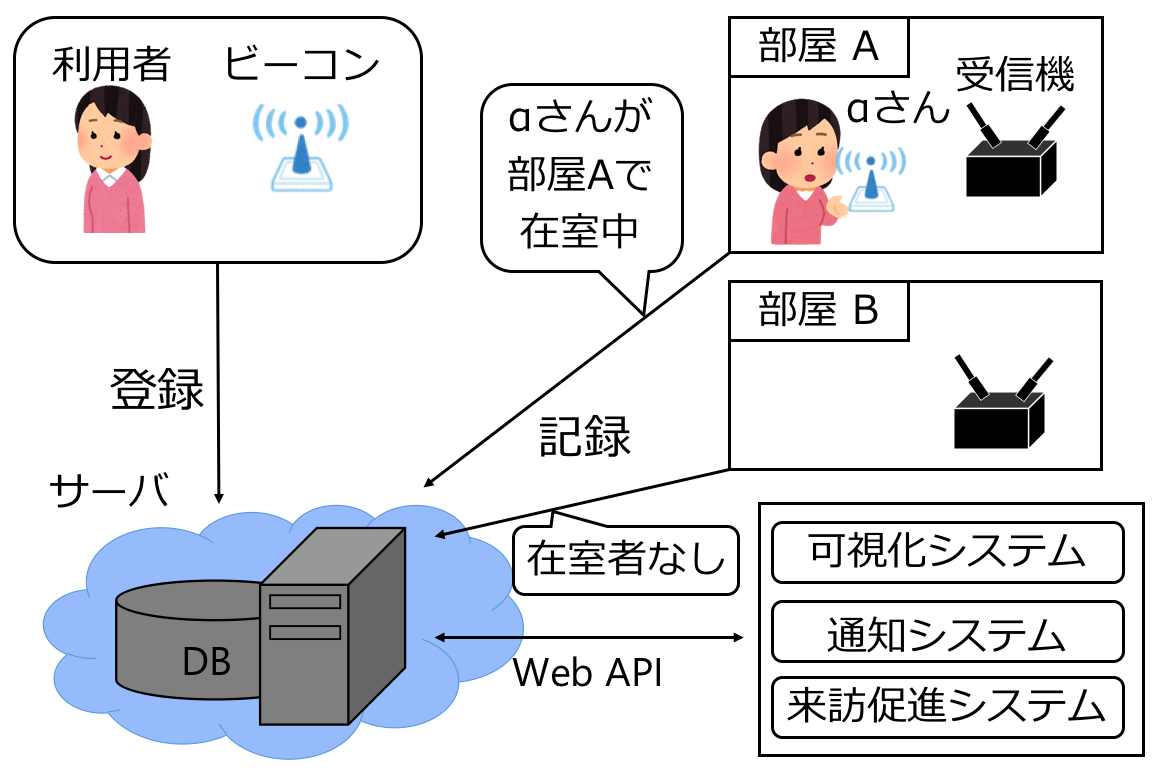 利用者
ビーコン
αさんが
部屋Aで
在室中
部屋 A
受信機
αさん
部屋 B
登録
記録
サーバ
在室者なし
DB
Web API
可視化システム
通知システム
来訪促進システム